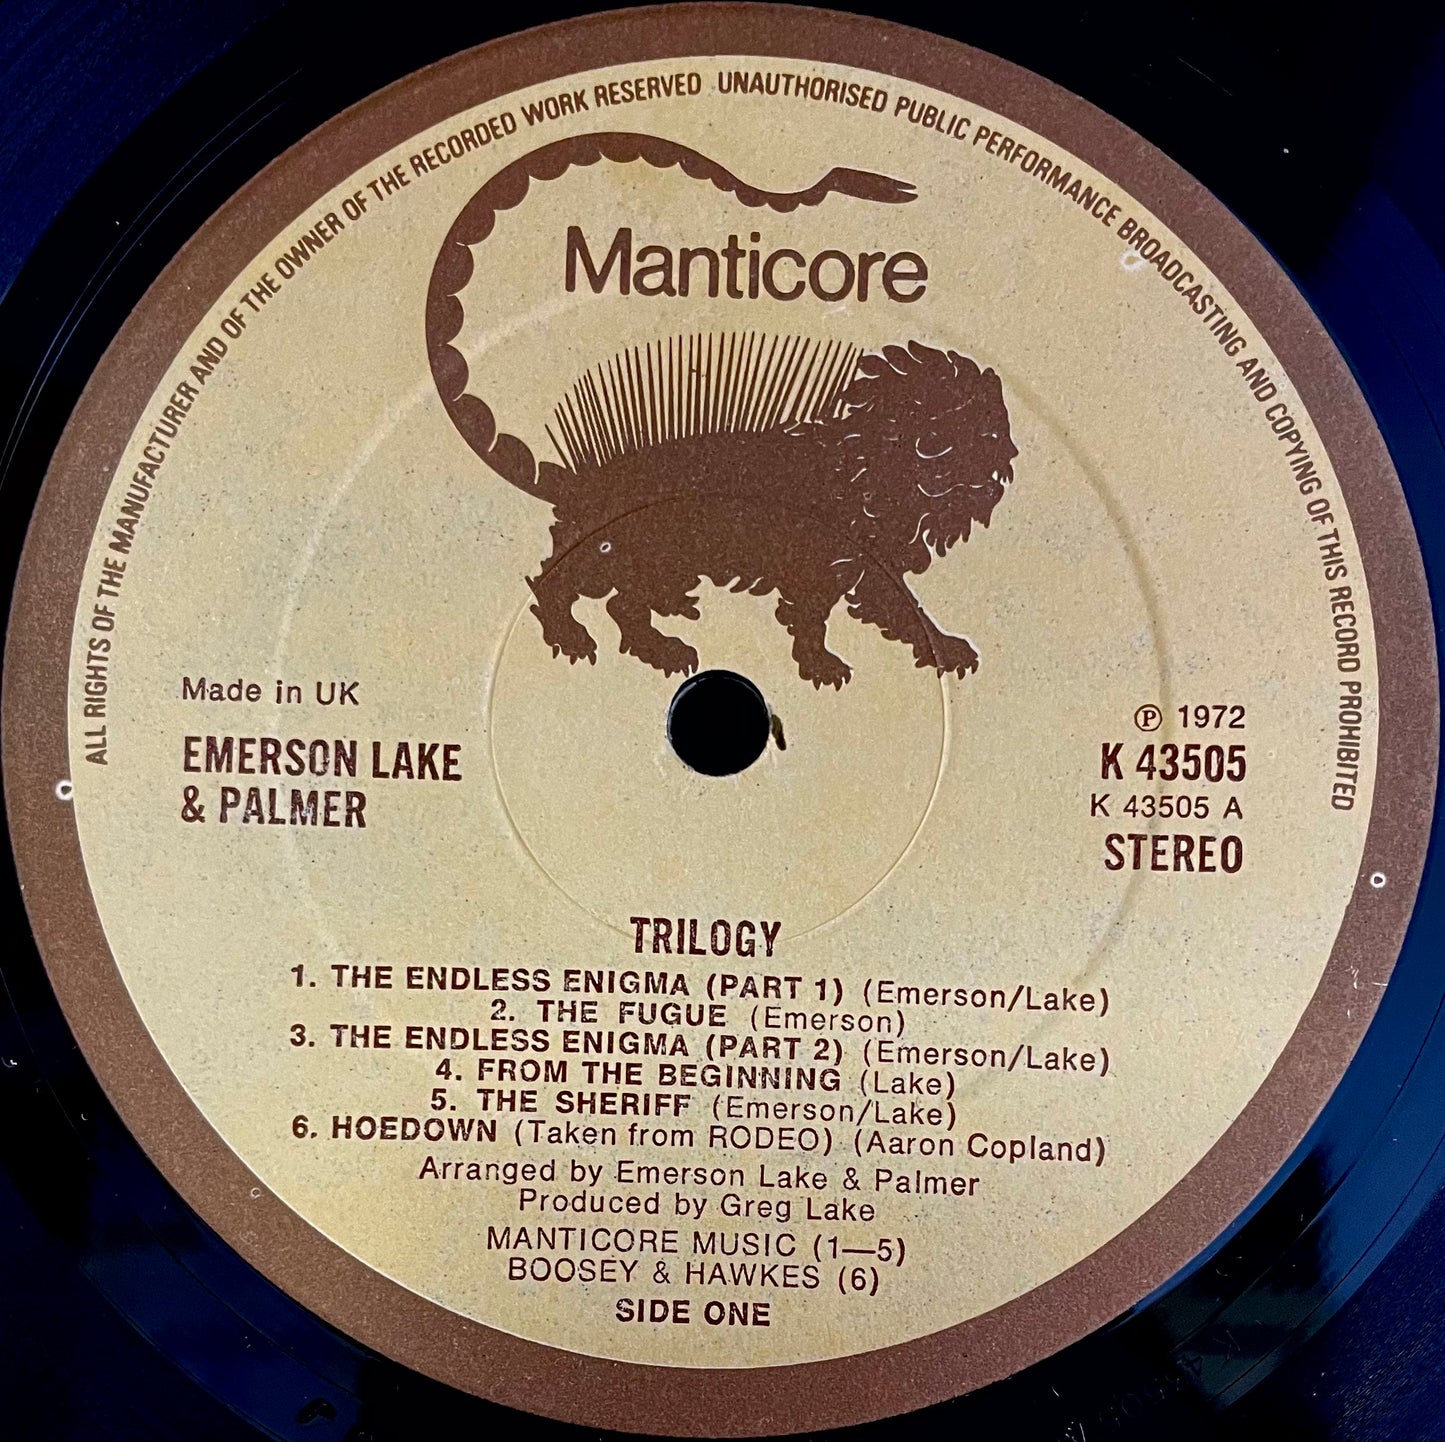 ALL RIGHTS OF THE MANUFACTURER AND OF THE OWNER OF THE RECORDED WORK RESERVED UNAUTHORISED PUBLIC PERFORMANCE BROADCASTING AND COPYING OF THIS RECORD PROHIBITED
Manticore
Made in UK
EMERSON LAKE
& PALMER
℗ 1972
K 43505
K 43505 A
STEREO
TRILOGY
1. THE ENDLESS ENIGMA (PART 1) (Emerson/Lake)
2. THE FUGUE (Emerson)
3. THE ENDLESS ENIGMA (PART 2) (Emerson/Lake)
4. FROM THE BEGINNING (Lake)
5. THE SHERIFF (Emerson/Lake)
6. HOEDOWN (Taken from RODEO) (Aaron Copland)
Arranged by Emerson Lake & Palmer
Produced by Greg Lake
MANTICORE MUSIC (1—5)
BOOSEY & HAWKES (6)
SIDE ONE